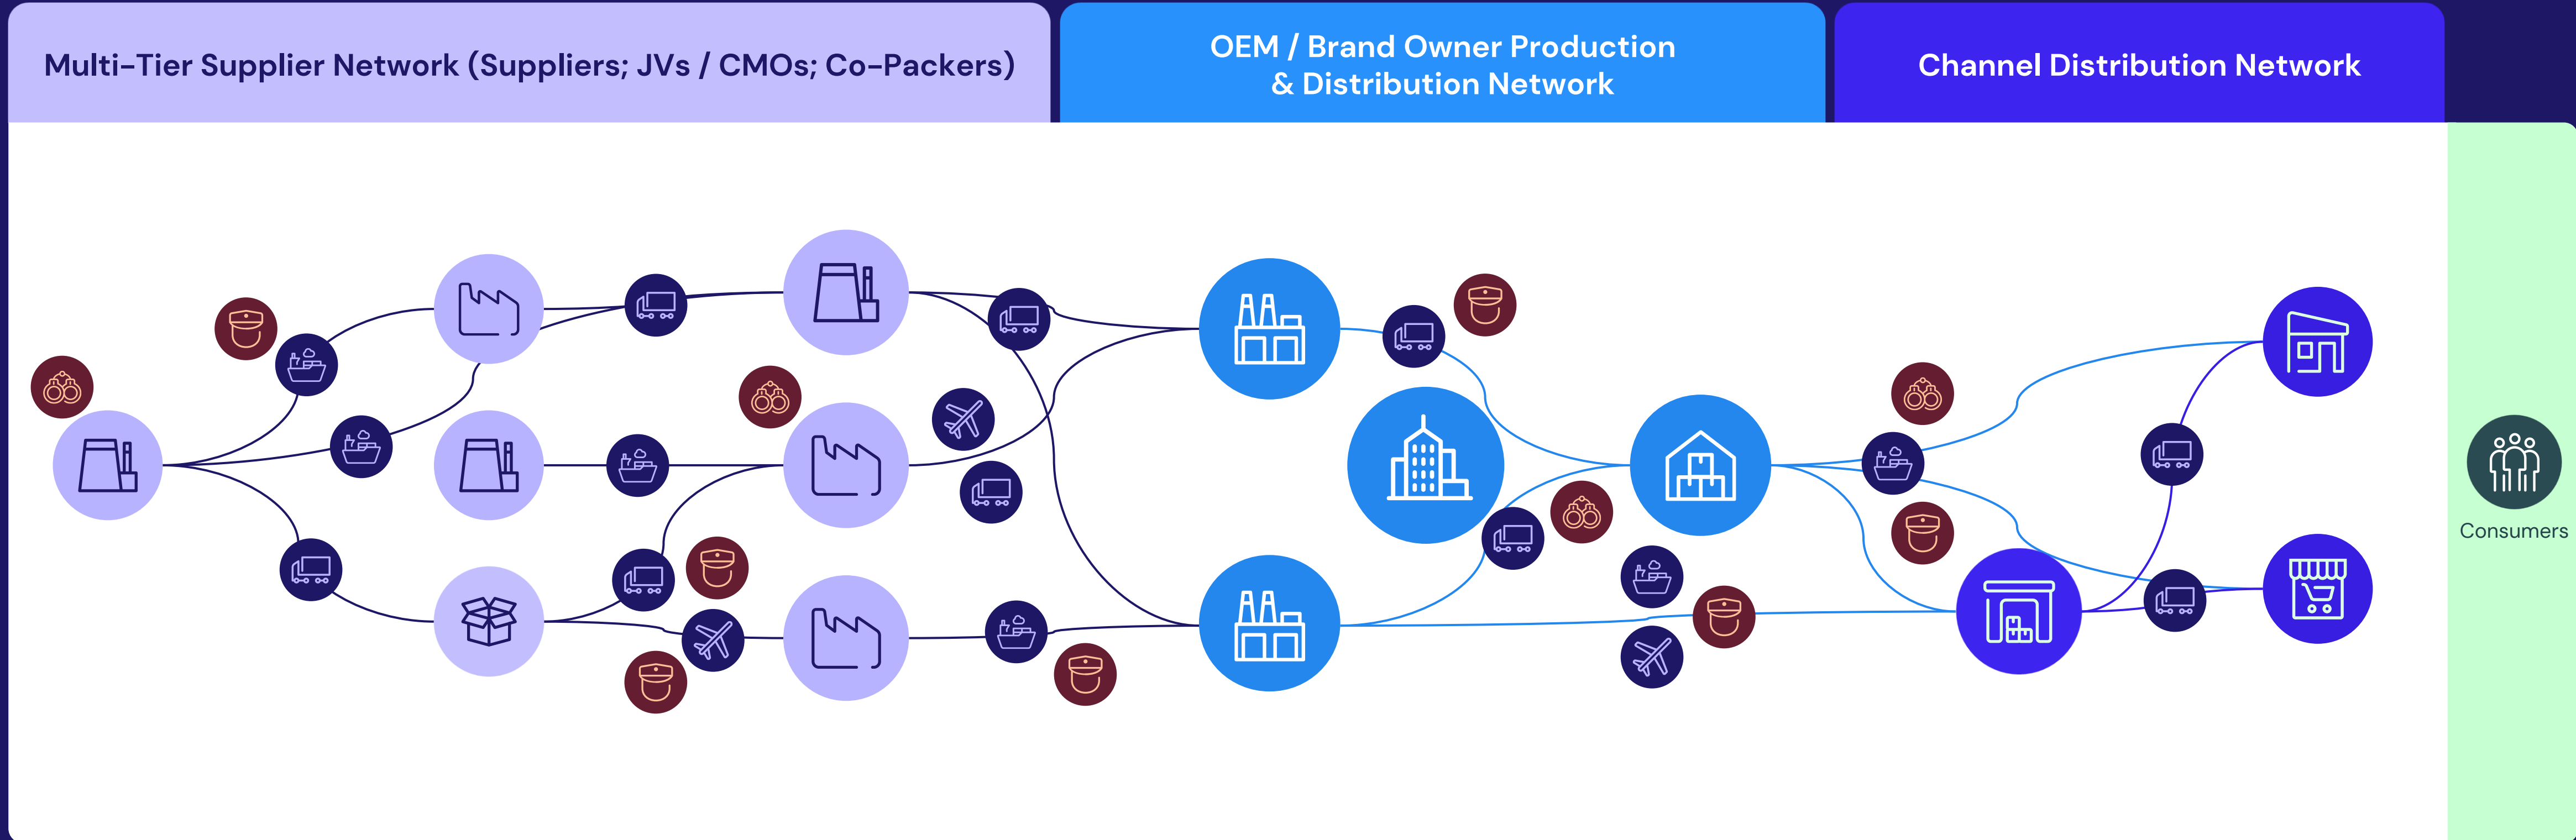 Multi-Tier Supplier Network (Suppliers; JVs / CMOs; Co-Packers)
OEM / Brand Owner Production
& Distribution Network
Channel Distribution Network
Consumers